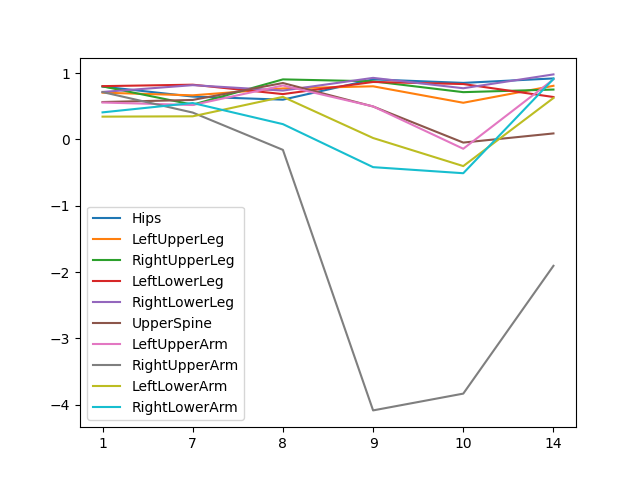 1
0
−1
−2
−3
−4
Hips
LeftUpperLeg
RightUpperLeg
LeftLowerLeg
RightLowerLeg
UpperSpine
LeftUpperArm
RightUpperArm
LeftLowerArm
RightLowerArm
1 7 8 9 10 14